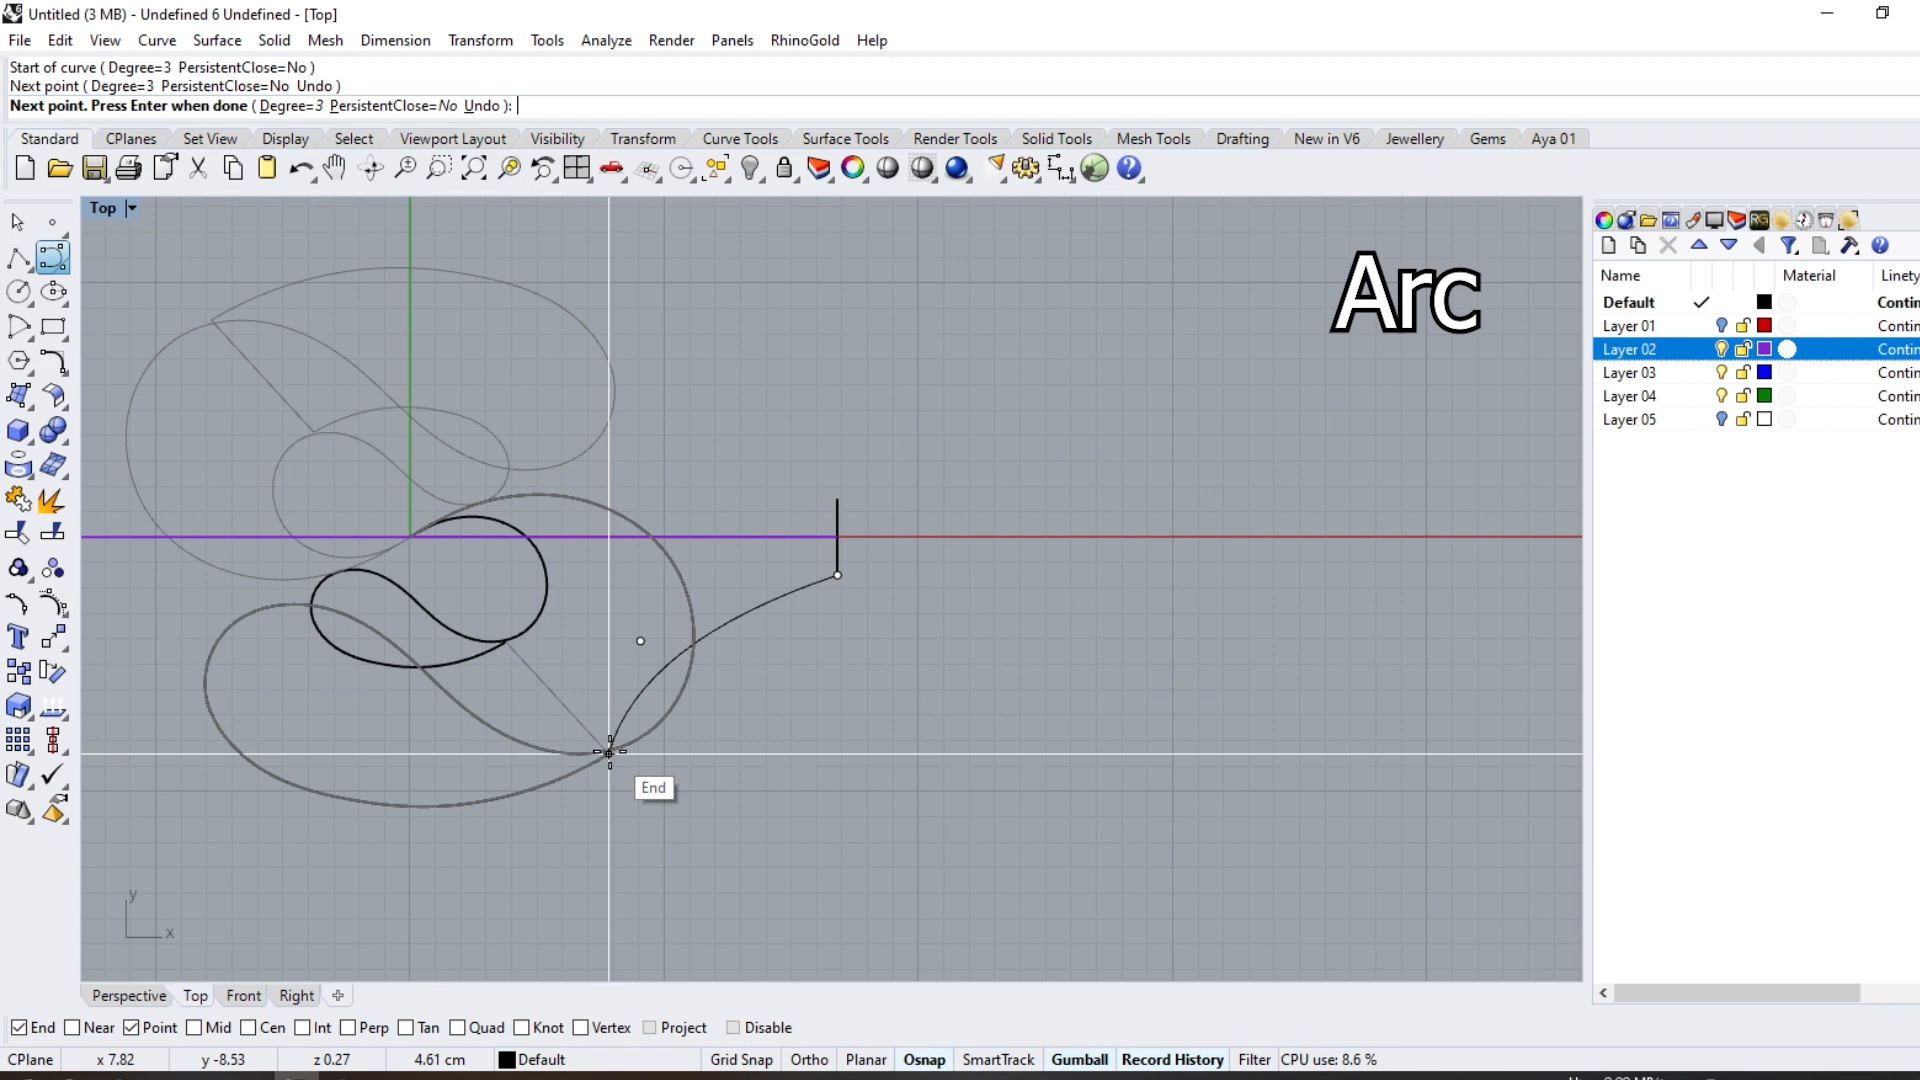 Untitled (3 MB) - Undefined 6 Undefined - [Top]
File Edit View Curve Surface Solid Mesh Dimension Transform Tools Analyze Render Panels RhinoGold Help
Start of curve ( Degree=3 PersistentClose=No )
Next point ( Degree=3 PersistentClose=No Undo )
Next point. Press Enter when done ( Degree=3 PersistentClose=No Undo ):
Standard CPlanes Set View Display Select Viewport Layout Visibility Transform Curve Tools Surface Tools Render Tools Solid Tools Mesh Tools Drafting New in V6 Jewellery Gems Aya 01
Top
Arc
Name Material Linety
Default Contin
Layer 01 Contin
Layer 02 Contin
Layer 03 Contin
Layer 04 Contin
Layer 05 Contin
End
y
x
Perspective Top Front Right
End Near Point Mid Cen Int Perp Tan Quad Knot Vertex Project Disable
CPlane x 7.82 y -8.53 z 0.27 4.61 cm Default Grid Snap Ortho Planar Osnap SmartTrack Gumball Record History Filter CPU use: 8.6 %